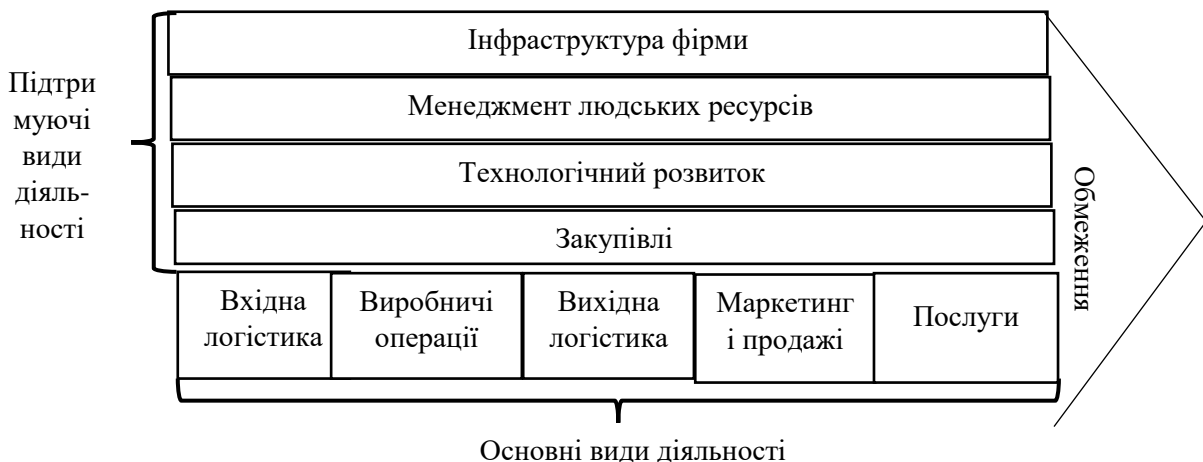 Інфраструктура фірми
Підтри
муючі
види
діяль-
ності
Менеджмент людських ресурсів
Технологічний розвиток
Закупівлі
Обмеження
Вхідна
логістика
Виробничі
операції
Вихідна
логістика
Маркетинг
і продажі
Послуги
Основні види діяльності